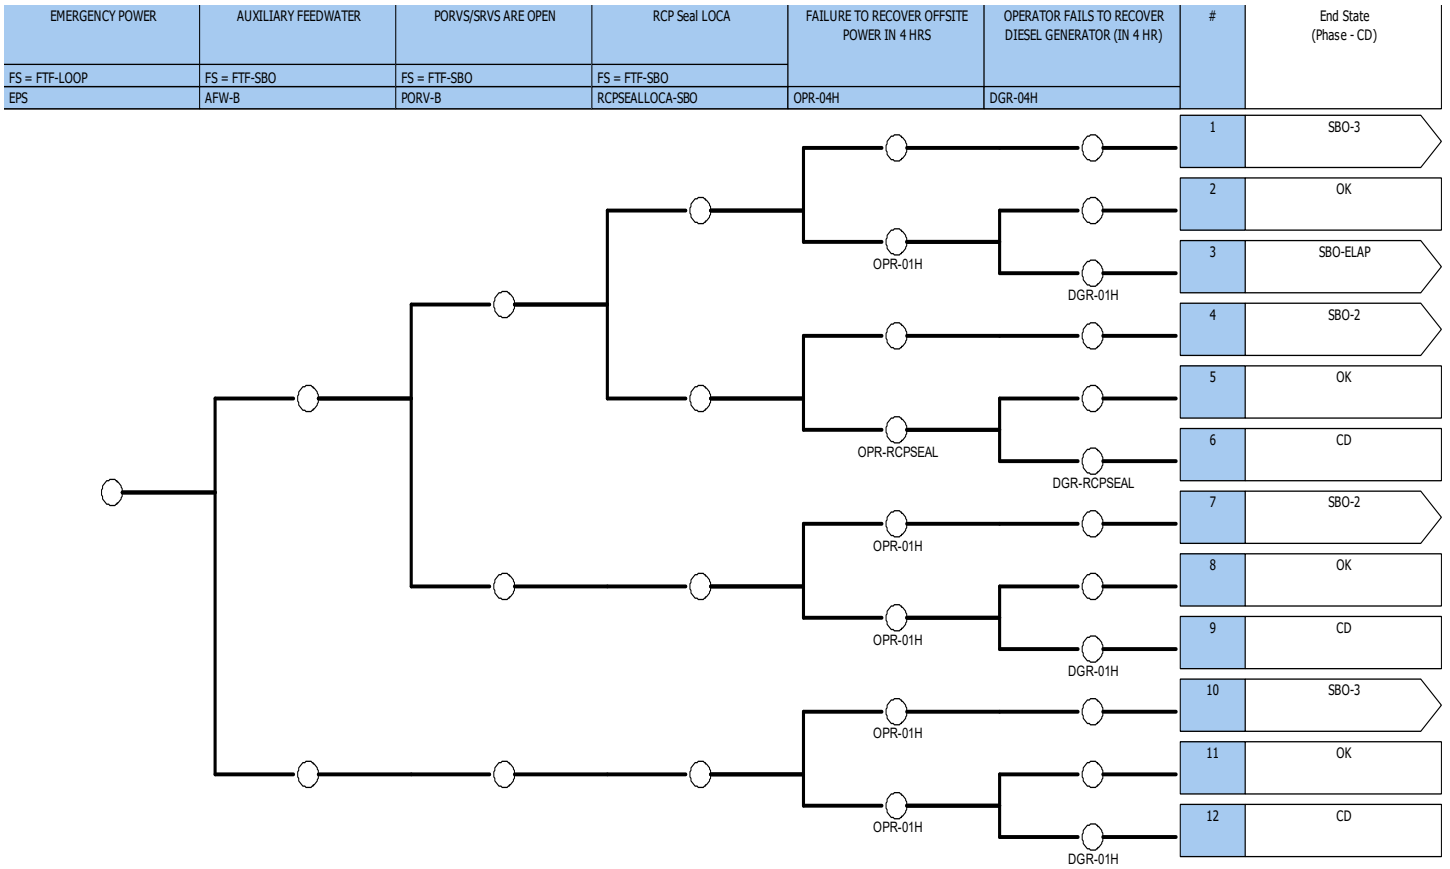 EMERGENCY POWER
AUXILIARY FEEDWATER
PORVS/SRVS ARE OPEN
RCP Seal LOCA
FAILURE TO RECOVER OFFSITE
POWER IN 4 HRS
OPERATOR FAILS TO RECOVER
DIESEL GENERATOR (IN 4 HR)
#
End State
(Phase - CD)
FS = FTF-LOOP
FS = FTF-SBO
FS = FTF-SBO
FS = FTF-SBO
EPS
AFW-B
PORV-B
RCPSEALLOCA-SBO
OPR-04H
DGR-04H
1
SBO-3
2
OK
OPR-01H
3
SBO-ELAP
DGR-01H
4
SBO-2
5
OK
OPR-RCPSEAL
6
CD
DGR-RCPSEAL
7
SBO-2
OPR-01H
8
OK
OPR-01H
9
CD
DGR-01H
10
SBO-3
OPR-01H
11
OK
OPR-01H
12
CD
DGR-01H